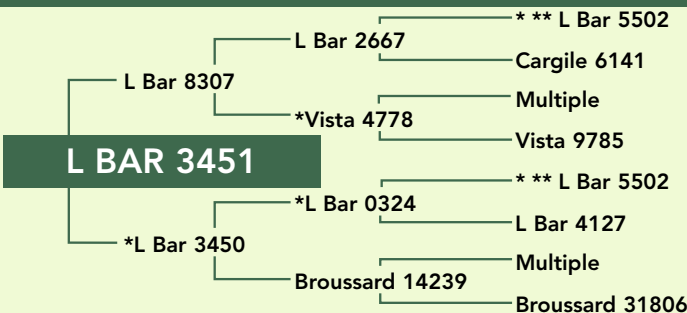 * ** L Bar 5502
L Bar 2667
Cargile 6141
L Bar 8307
Multiple
*Vista 4778
Vista 9785
L BAR 3451
* ** L Bar 5502
*L Bar 0324
L Bar 4127
*L Bar 3450
Multiple
Broussard 14239
Broussard 31806